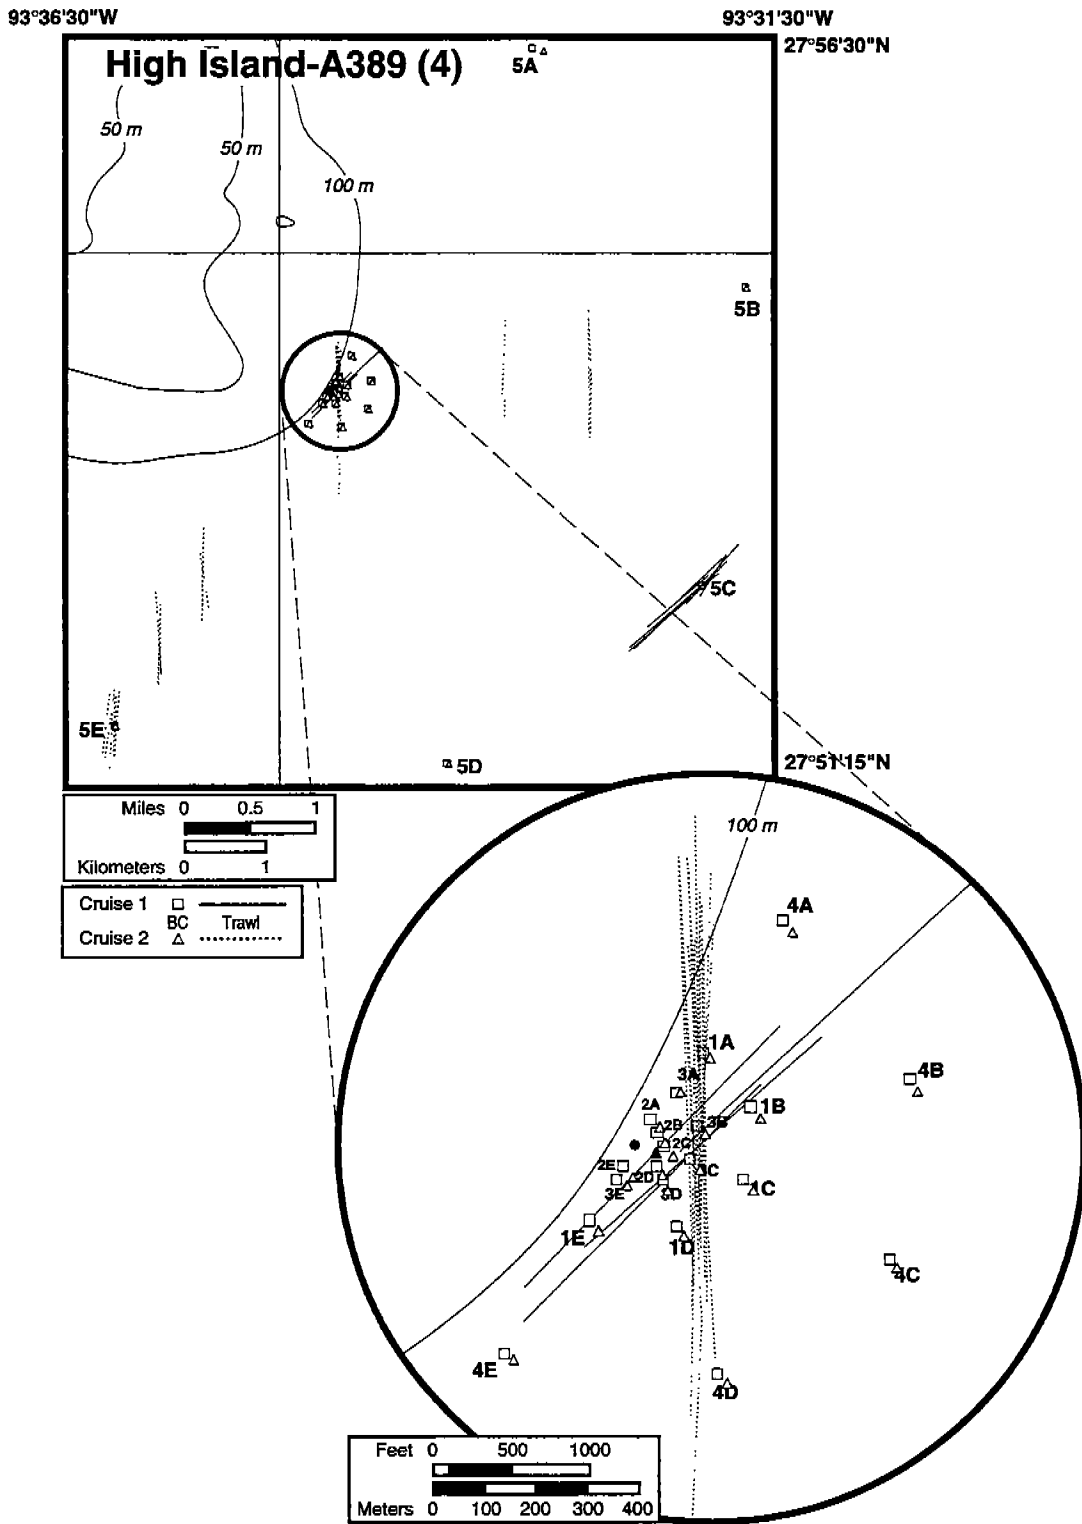 93°36'30"W
93°31'30"W
27°56'30"N
High Island-A389 (4)
5A
50 m
50 m
100 m
5B
5C
5E
5D
27°51'15"N
Miles 0 0.5 1
Kilometers 0 1
Cruise 1
BC Trawl
Cruise 2
100 m
4A
1A
3A
4B
2A
1B
2B
3B
2C
2E
2D
3C
3E
3D
1C
1E
1D
4C
4E
4D
Feet 0 500 1000
Meters 0 100 200 300 400